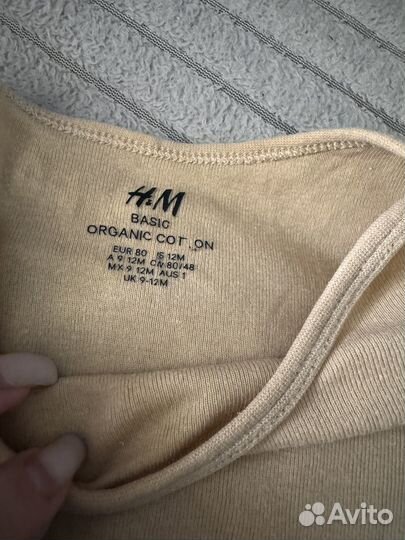 H&M
BASIC
ORGANIC COT ON
EUR 80 IS 12M
A 9 12M CN 80/48
MX 9 12M AUS 1
UK 9-12M
Avito